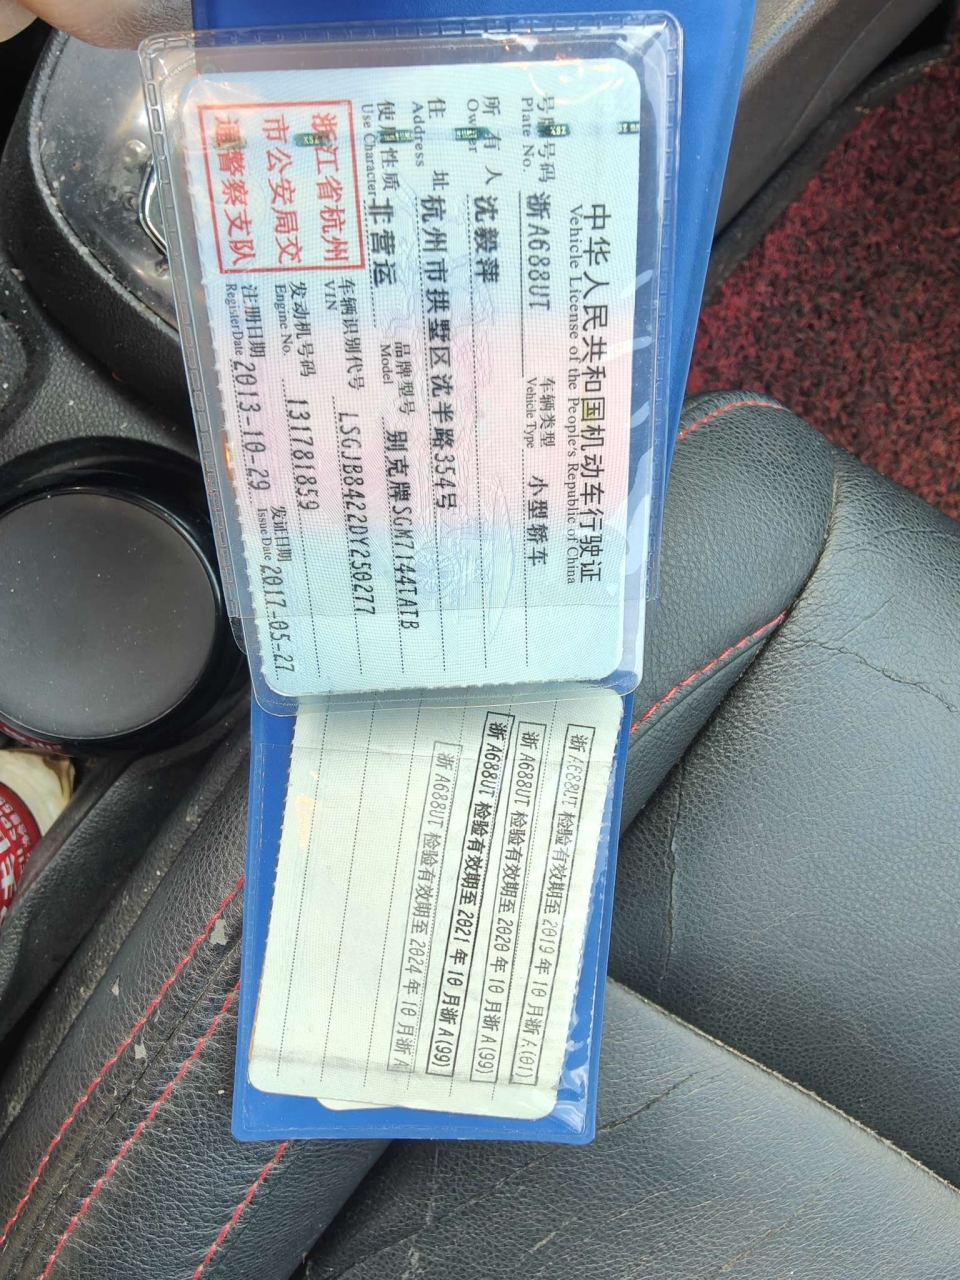 中华人民共和国机动车行驶证
Vehicle License of the People's Republic of China
号牌号码 浙A688UT 车辆类型 小型轿车
Plate No. Vehicle Type
所有人 沈毅萍
Owner
住址 杭州市拱墅区沈半路354号
Address
使用性质 非营运 品牌型号 别克牌SGM7144TATB
Use Character Model
浙江省杭州
市公安局交
通警察支队
车辆识别代号 LSGJB8422DY250277
VIN
发动机号码 131781859
Engine No.
注册日期 2013-10-29 发证日期 2017-05-27
Register Date Issue Date
浙A688UT 检验有效期至2019年10月浙A(01)
浙A688UT 检验有效期至2020年10月浙A(99)
浙A688UT 检验有效期至2021年10月浙A(99)
浙A688UT 检验有效期至2024年10月浙A